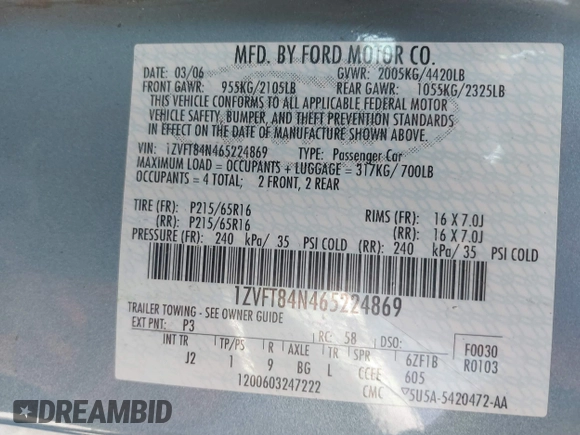 MFD. BY FORD MOTOR CO.
DATE: 03/06 GVWR: 2005KG/4420LB
FRONT GAWR: 955KG/2105LB REAR GAWR: 1055KG/2325LB
THIS VEHICLE CONFORMS TO ALL APPLICABLE FEDERAL MOTOR
VEHICLE SAFETY, BUMPER, AND THEFT PREVENTION STANDARDS
IN EFFECT ON THE DATE OF MANUFACTURE SHOWN ABOVE.
VIN: 1ZVFT84N465224869 TYPE: Passenger Car
MAXIMUM LOAD = OCCUPANTS + LUGGAGE = 317KG/700LB
OCCUPANTS = 4 TOTAL; 2 FRONT, 2 REAR
TIRE (FR): P215/65R16 RIMS (FR): 16 X 7.0J
(RR): P215/65R16 (RR): 16 X 7.0J
PRESSURE (FR): 240 kPa/ 35 PSI COLD (RR): 240 kPa/ 35 PSI COLD
1ZVFT84N465224869
TRAILER TOWING - SEE OWNER GUIDE
EXT PNT: P3 RC: 58 DSO: F0030
INT TR TP/PS R AXLE TR SPR 6ZF1B R0103
J2 1 9 BG L CCFE 605
1200603247222 CMC 5U5A-5420472-AA
DREAMBID